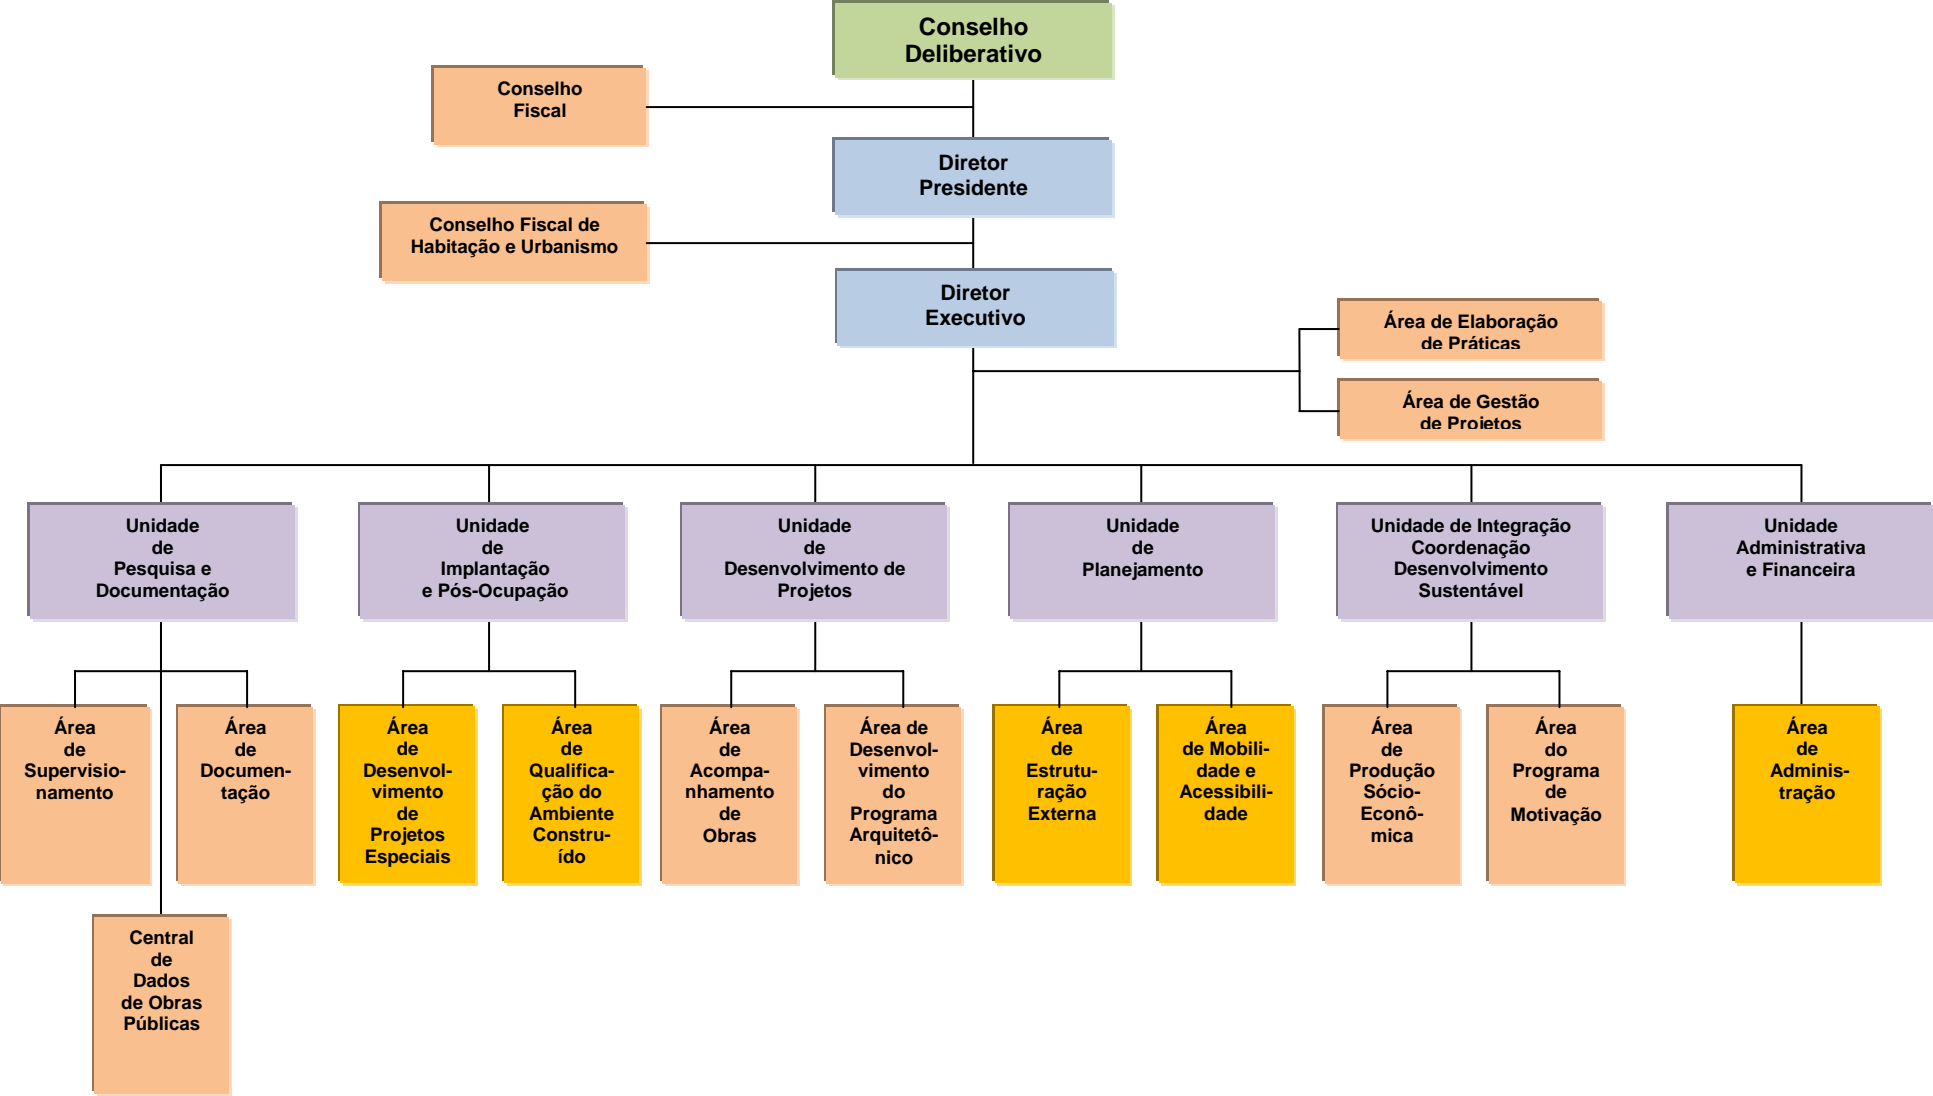 Conselho
Deliberativo
Conselho
Fiscal
Diretor
Presidente
Conselho Fiscal de
Habitação e Urbanismo
Diretor
Executivo
Área de Elaboração
de Práticas
Área de Gestão
de Projetos
Unidade
de
Pesquisa e
Documentação
Unidade
de
Implantação
e Pós-Ocupação
Unidade
de
Desenvolvimento de
Projetos
Unidade
de
Planejamento
Unidade de Integração
Coordenação
Desenvolvimento
Sustentável
Unidade
Administrativa
e Financeira
Área
de
Supervisio-
namento
Área
de
Documen-
tação
Área
de
Desenvol-
vimento
de
Projetos
Especiais
Área
de
Qualifica-
ção do
Ambiente
Constru-
ído
Área
de
Acompa-
nhamento
de
Obras
Área de
Desenvol-
vimento
do
Programa
Arquitetô-
nico
Área
de
Estrutu-
ração
Externa
Área
de Mobili-
dade e
Acessibili-
dade
Área
de
Produção
Sócio-
Econô-
mica
Área
do
Programa
de
Motivação
Área
de
Adminis-
tração
Central
de
Dados
de Obras
Públicas